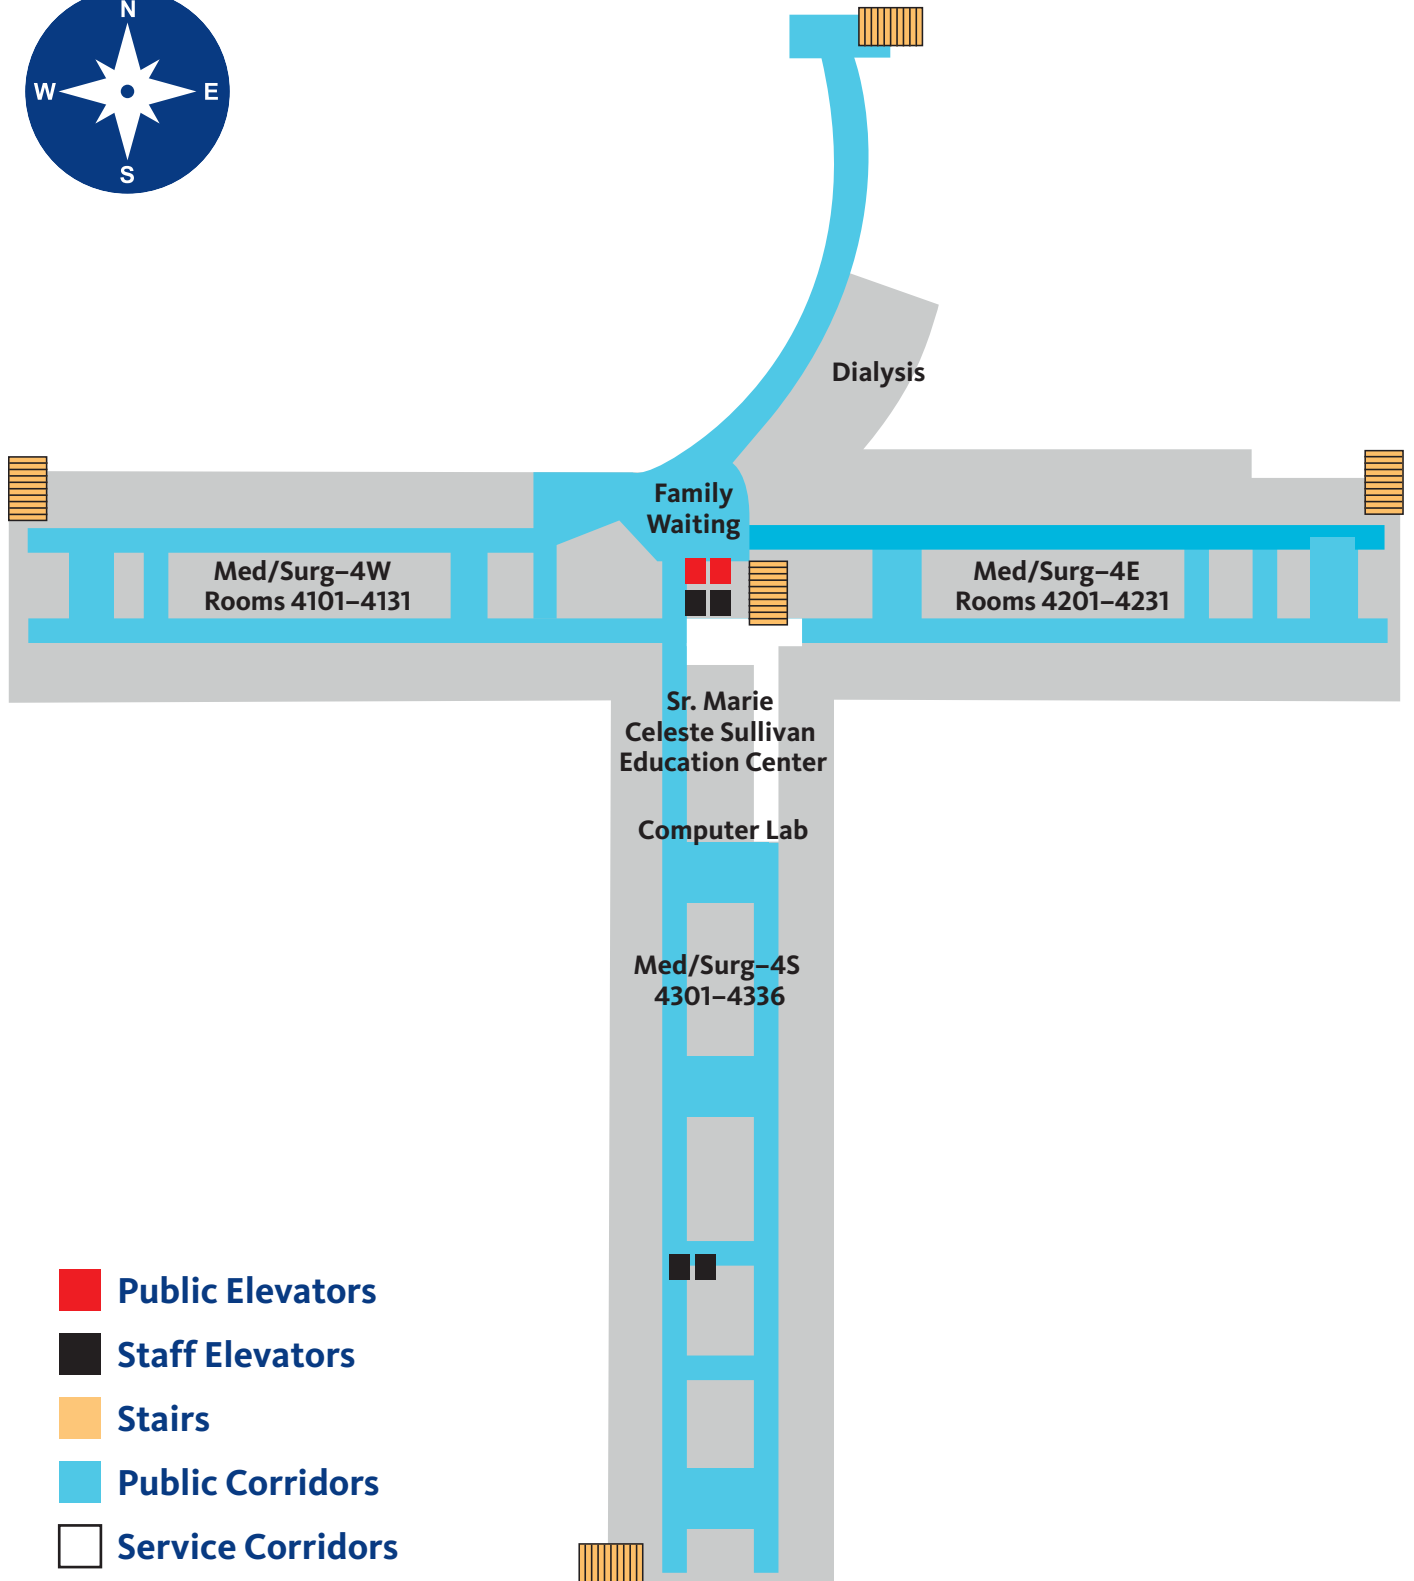 N
W E
S
Dialysis
Family
Waiting
Med/Surg–4W
Rooms 4101–4131
Med/Surg–4E
Rooms 4201–4231
Sr. Marie
Celeste Sullivan
Education Center
Computer Lab
Med/Surg–4S
4301–4336
Public Elevators
Staff Elevators
Stairs
Public Corridors
Service Corridors